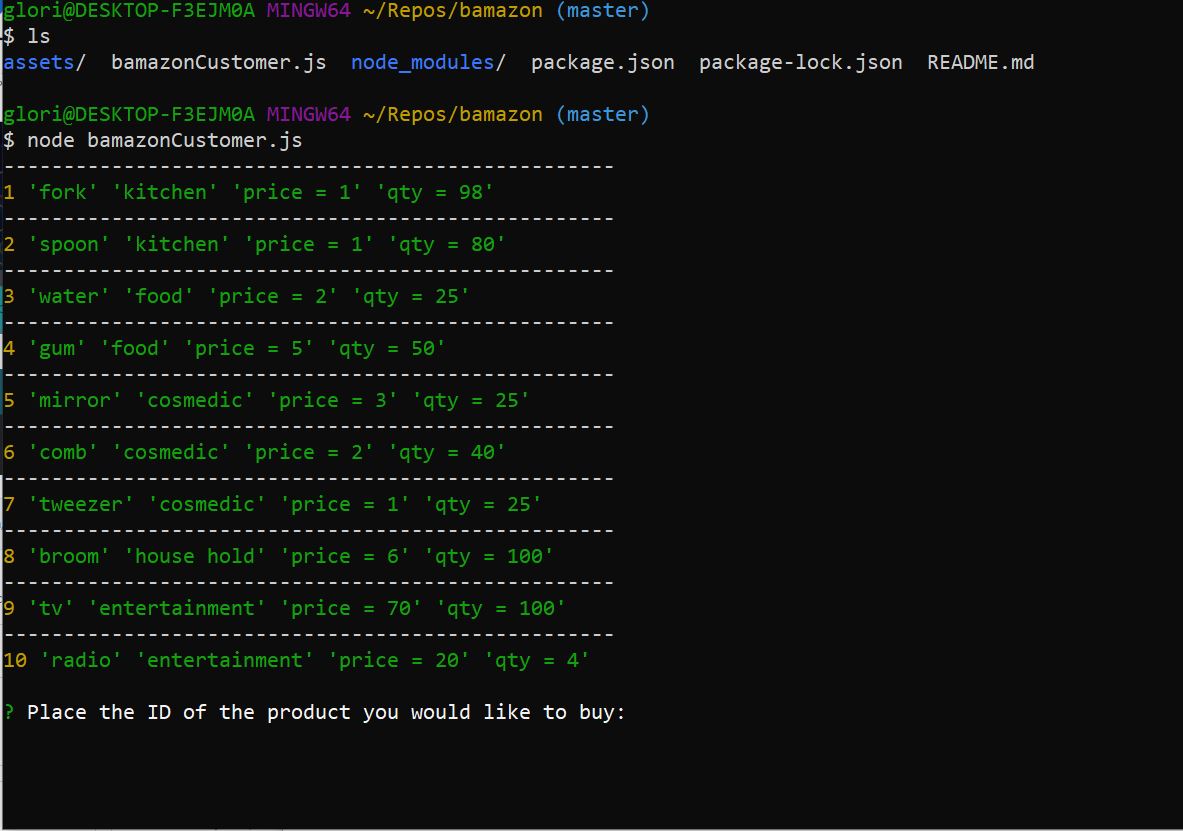 glori@DESKTOP-F3EJM0A MINGW64 ~/Repos/bamazon (master)
$ ls
assets/  bamazonCustomer.js  node_modules/  package.json  package-lock.json  README.md
glori@DESKTOP-F3EJM0A MINGW64 ~/Repos/bamazon (master)
$ node bamazonCustomer.js
---------------------------------------------------
1 'fork' 'kitchen' 'price = 1' 'qty = 98'
---------------------------------------------------
2 'spoon' 'kitchen' 'price = 1' 'qty = 80'
---------------------------------------------------
3 'water' 'food' 'price = 2' 'qty = 25'
---------------------------------------------------
4 'gum' 'food' 'price = 5' 'qty = 50'
---------------------------------------------------
5 'mirror' 'cosmedic' 'price = 3' 'qty = 25'
---------------------------------------------------
6 'comb' 'cosmedic' 'price = 2' 'qty = 40'
---------------------------------------------------
7 'tweezer' 'cosmedic' 'price = 1' 'qty = 25'
---------------------------------------------------
8 'broom' 'house hold' 'price = 6' 'qty = 100'
---------------------------------------------------
9 'tv' 'entertainment' 'price = 70' 'qty = 100'
---------------------------------------------------
10 'radio' 'entertainment' 'price = 20' 'qty = 4'
? Place the ID of the product you would like to buy: